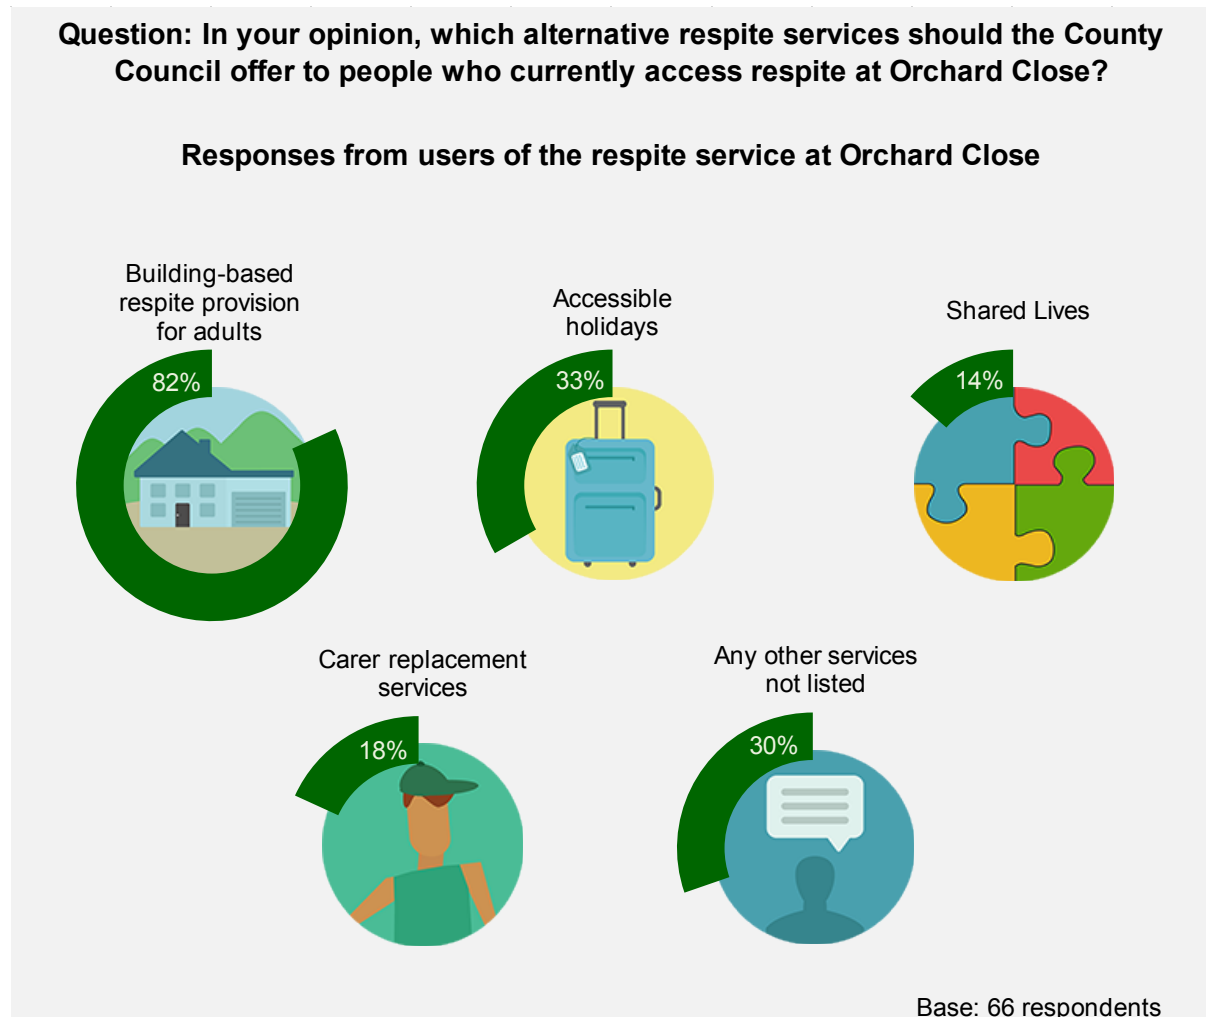 Question: In your opinion, which alternative respite services should the County
Council offer to people who currently access respite at Orchard Close?
Responses from users of the respite service at Orchard Close
Building-based
respite provision
for adults
82%
Accessible
holidays
33%
Shared Lives
14%
Carer replacement
services
18%
Any other services
not listed
30%
Base: 66 respondents